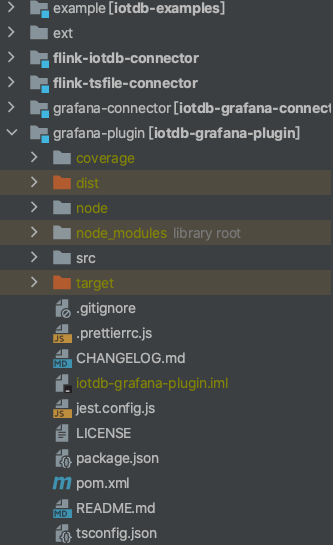 example [iotdb-examples]
ext
flink-iotdb-connector
flink-tsfile-connector
grafana-connector [iotdb-grafana-connect
grafana-plugin [iotdb-grafana-plugin]
coverage
dist
node
node_modules library root
src
target
.gitignore
.prettierrc.js
CHANGELOG.md
iotdb-grafana-plugin.iml
jest.config.js
LICENSE
package.json
pom.xml
README.md
tsconfig.json